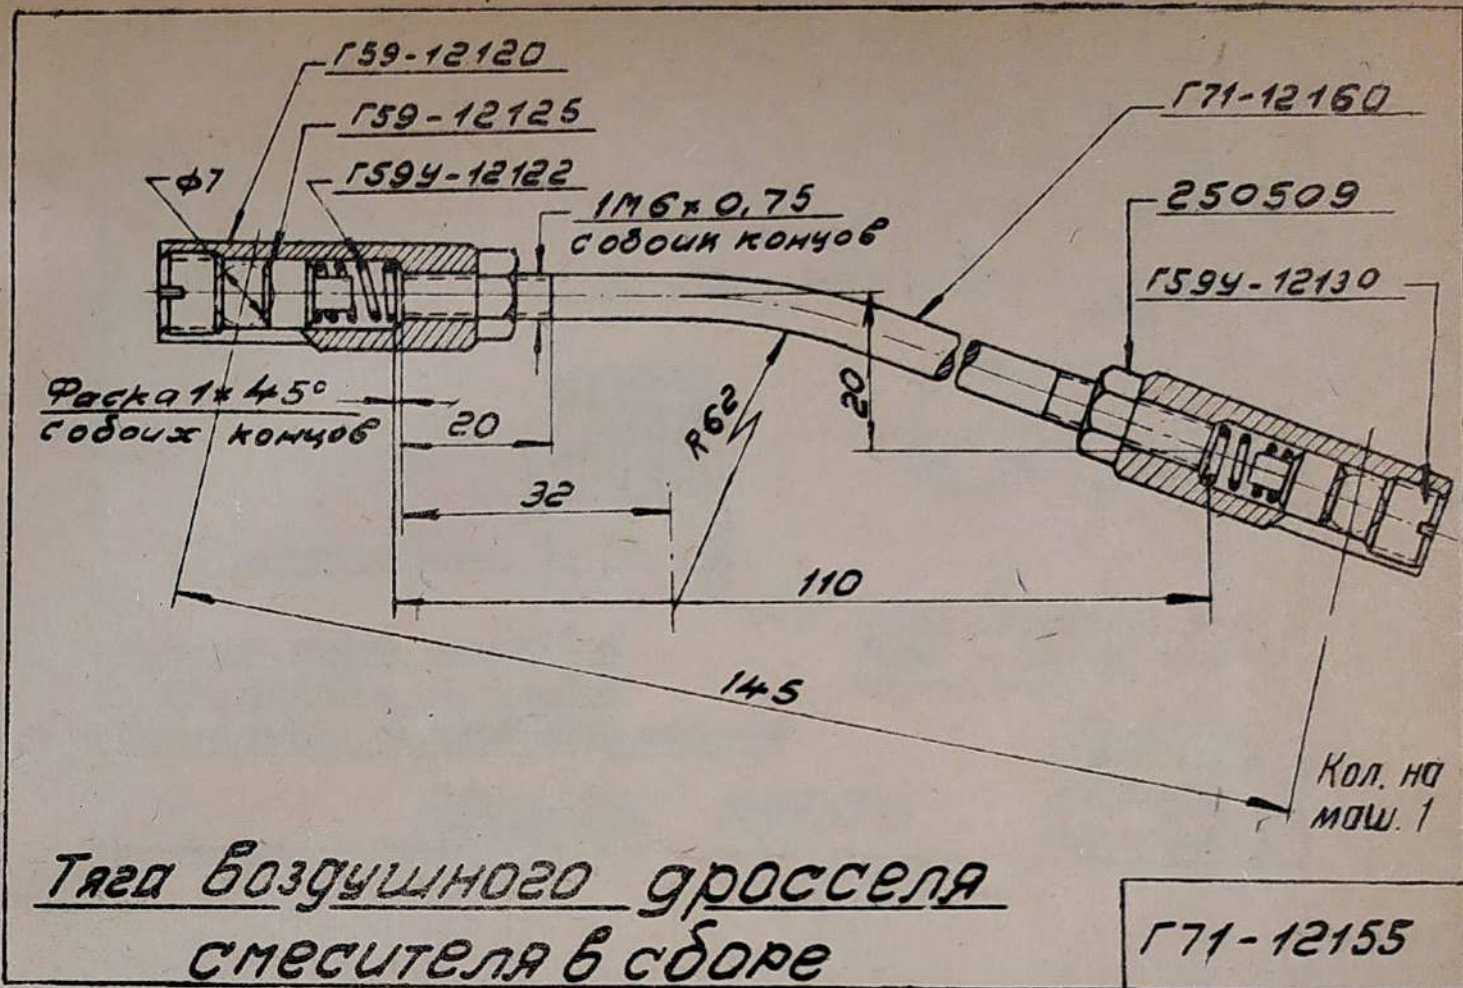 Г59-12120
Г59-12125
Г59У-12122
ф7
1М6×0,75
с обоих концов
Г71-12160
250509
Г59У-12130
Фаска 1×45°
с обоих концов
20
32
R62
20
110
145
Кол. на
маш. 1
Тяга воздушного дросселя
смесителя в сборе
Г71-12155